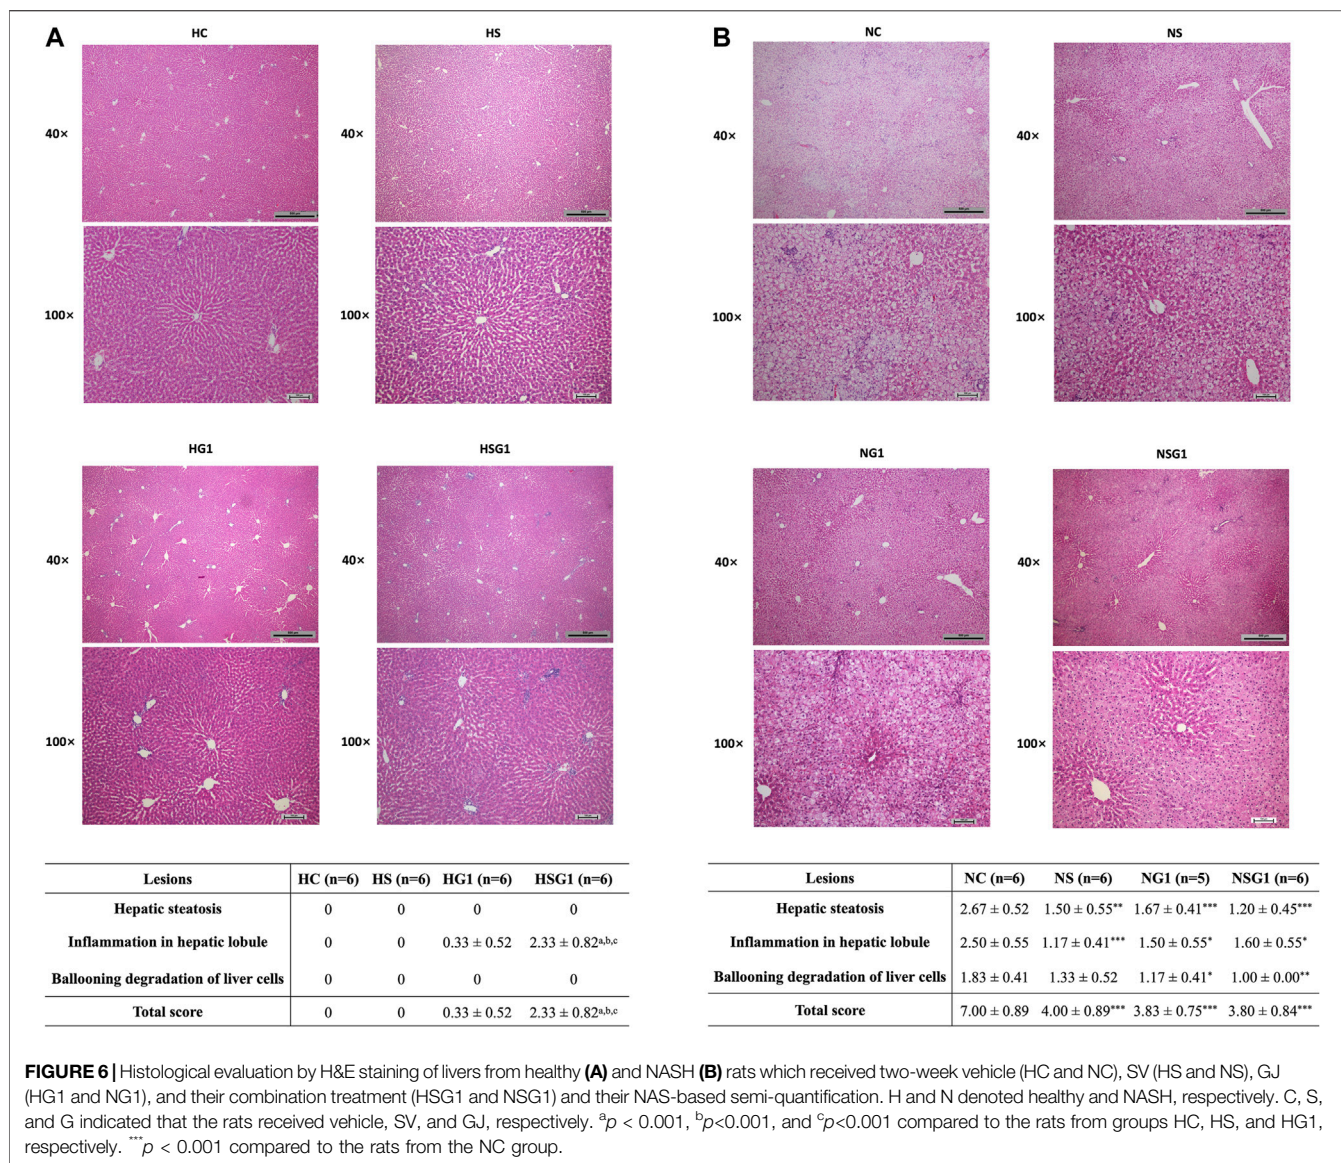 A
HC
HS
B
NC
NS
40×
40×
40×
40×
100×
100×
100×
100×
HG1
HSG1
NG1
NSG1
40×
40×
40×
40×
100×
100×
100×
100×
Lesions HC (n=6) HS (n=6) HG1 (n=6) HSG1 (n=6)
Hepatic steatosis 0 0 0 0
Inflammation in hepatic lobule 0 0 0.33 ± 0.52 2.33 ± 0.82a,b,c
Ballooning degradation of liver cells 0 0 0 0
Total score 0 0 0.33 ± 0.52 2.33 ± 0.82a,b,c
Lesions NC (n=6) NS (n=6) NG1 (n=5) NSG1 (n=6)
Hepatic steatosis 2.67 ± 0.52 1.50 ± 0.55** 1.67 ± 0.41*** 1.20 ± 0.45***
Inflammation in hepatic lobule 2.50 ± 0.55 1.17 ± 0.41*** 1.50 ± 0.55* 1.60 ± 0.55*
Ballooning degradation of liver cells 1.83 ± 0.41 1.33 ± 0.52 1.17 ± 0.41* 1.00 ± 0.00**
Total score 7.00 ± 0.89 4.00 ± 0.89*** 3.83 ± 0.75*** 3.80 ± 0.84***
FIGURE 6 | Histological evaluation by H&E staining of livers from healthy (A) and NASH (B) rats which received two-week vehicle (HC and NC), SV (HS and NS), GJ
(HG1 and NG1), and their combination treatment (HSG1 and NSG1) and their NAS-based semi-quantification. H and N denoted healthy and NASH, respectively. C, S,
and G indicated that the rats received vehicle, SV, and GJ, respectively. ap < 0.001, bp<0.001, and cp<0.001 compared to the rats from groups HC, HS, and HG1,
respectively. ***p < 0.001 compared to the rats from the NC group.